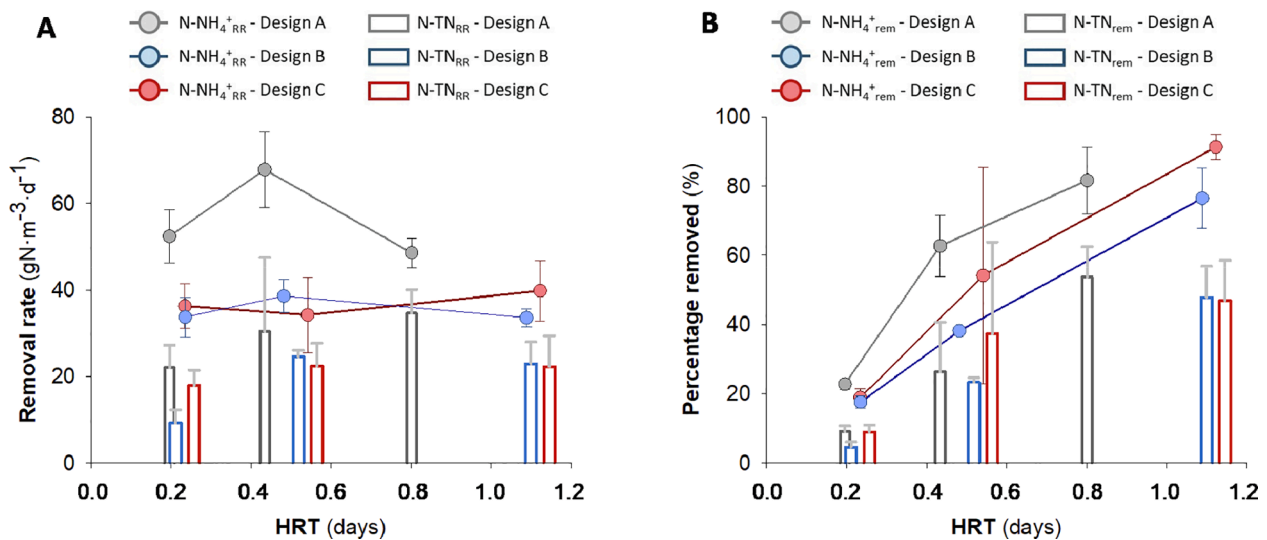 A
N-NH₄⁺RR - Design A
N-TNRR - Design A
N-NH₄⁺RR - Design B
N-TNRR - Design B
N-NH₄⁺RR - Design C
N-TNRR - Design C
80
60
40
20
0
Removal rate (gN·m⁻³·d⁻¹)
0.0 0.2 0.4 0.6 0.8 1.0 1.2
HRT (days)
B
N-NH₄⁺rem - Design A
N-TNrem - Design A
N-NH₄⁺rem - Design B
N-TNrem - Design B
N-NH₄⁺rem - Design C
N-TNrem - Design C
100
80
60
40
20
0
Percentage removed (%)
0.0 0.2 0.4 0.6 0.8 1.0 1.2
HRT (days)